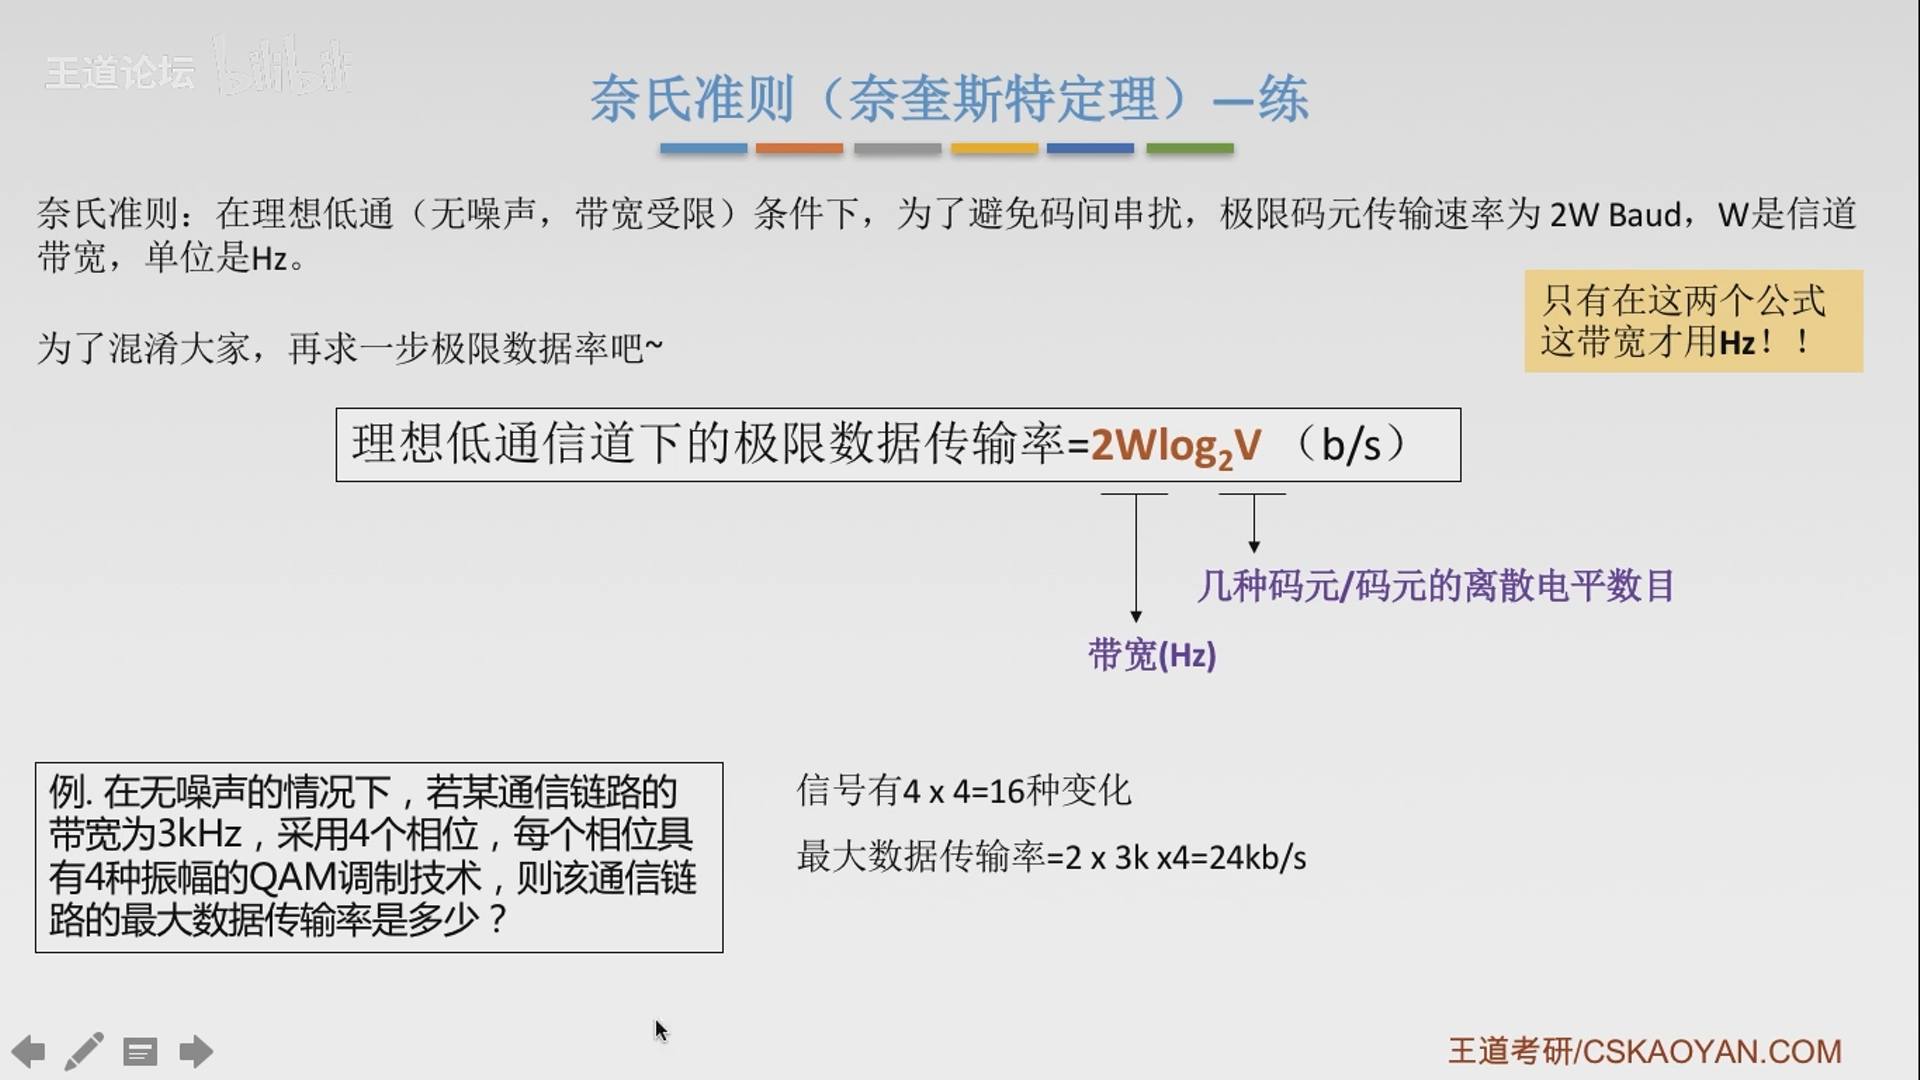 王道论坛 bilibili
奈氏准则（奈奎斯特定理）—练
奈氏准则：在理想低通（无噪声，带宽受限）条件下，为了避免码间串扰，极限码元传输速率为 2W Baud，W是信道
带宽，单位是Hz。
只有在这两个公式
这带宽才用Hz！！
为了混淆大家，再求一步极限数据率吧~
理想低通信道下的极限数据传输率=2Wlog₂V （b/s）
几种码元/码元的离散电平数目
带宽(Hz)
例. 在无噪声的情况下，若某通信链路的
带宽为3kHz，采用4个相位，每个相位具
有4种振幅的QAM调制技术，则该通信链
路的最大数据传输率是多少？
信号有4 x 4=16种变化
最大数据传输率=2 x 3k x4=24kb/s
王道考研/CSKAOYAN.COM